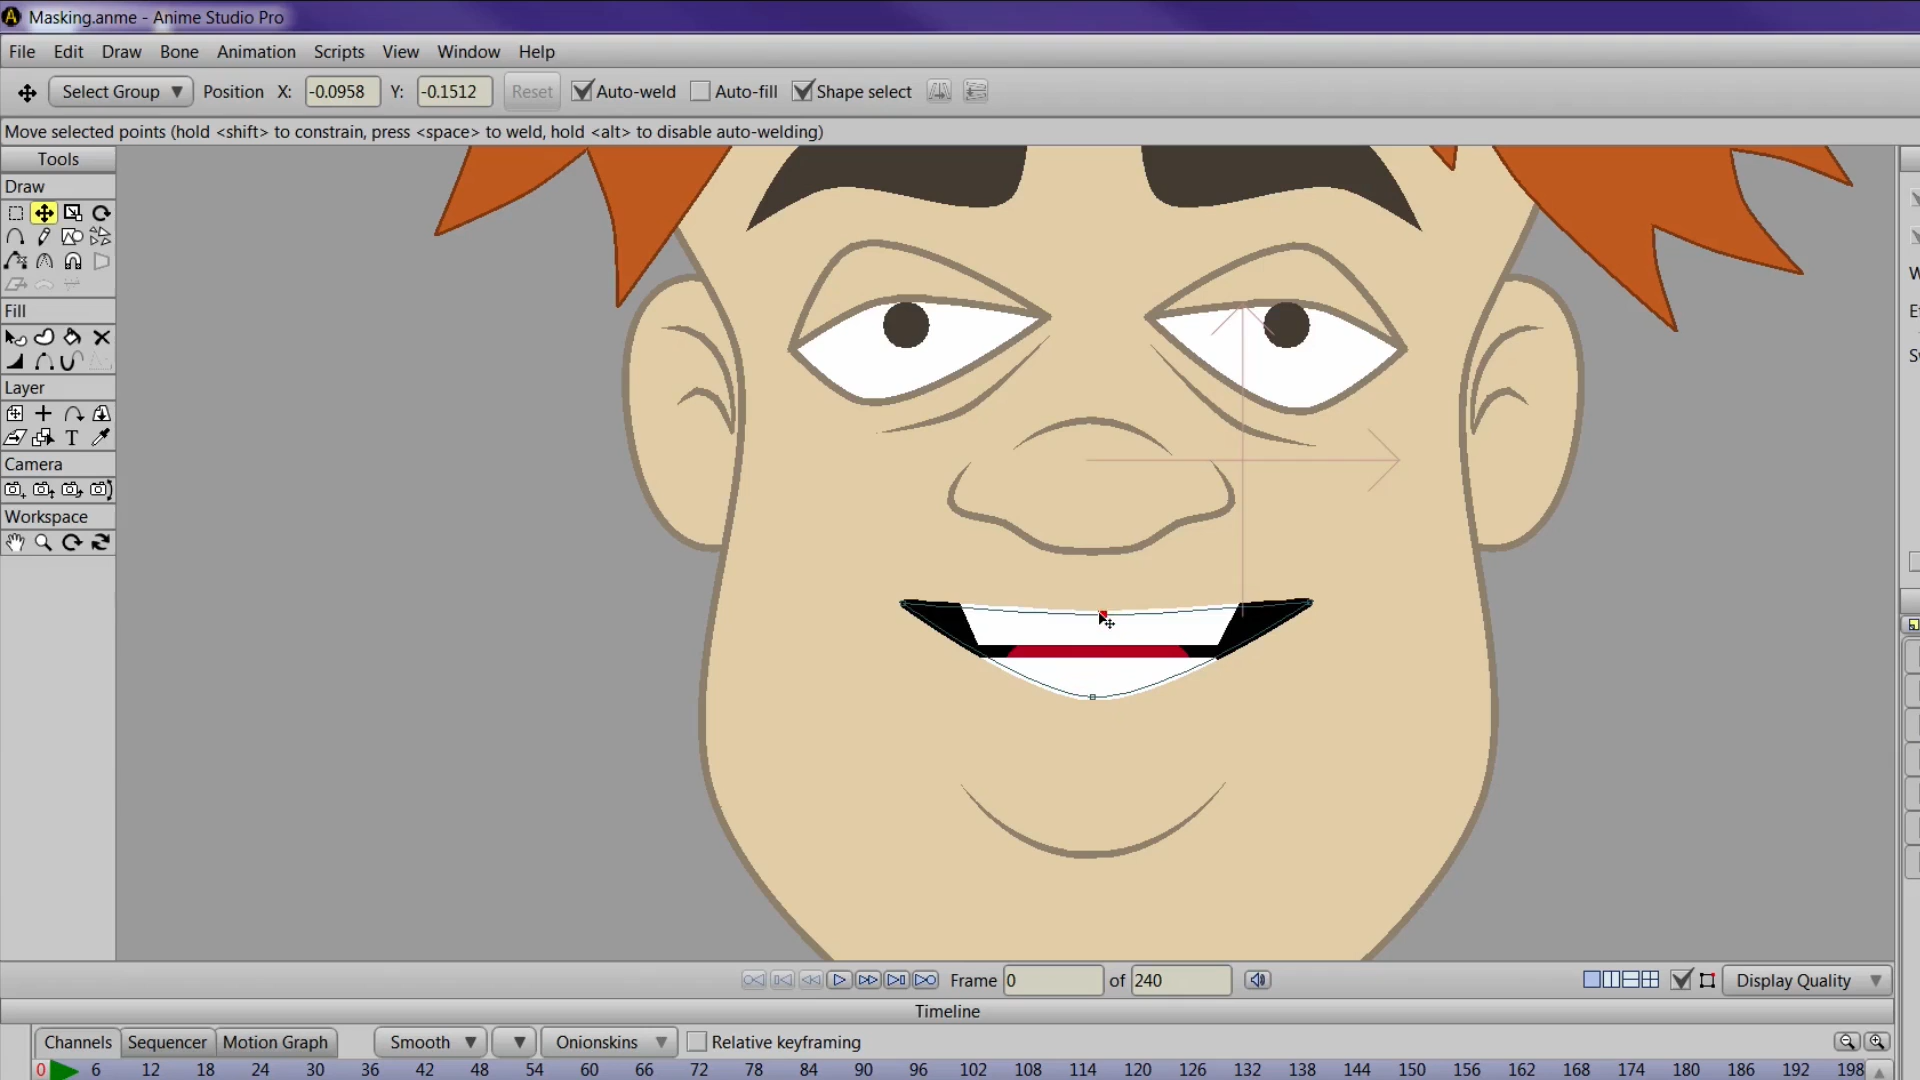 Masking.anme - Anime Studio Pro
File Edit Draw Bone Animation Scripts View Window Help
Select Group Position X: -0.0958 Y: -0.1512 Reset Auto-weld Auto-fill Shape select
Move selected points (hold <shift> to constrain, press <space> to weld, hold <alt> to disable auto-welding)
Tools
Draw
Fill
Layer
T
Camera
Workspace
Frame 0 of 240 Display Quality
Timeline
Channels Sequencer Motion Graph Smooth Onionskins Relative keyframing
0 6 12 18 24 30 36 42 48 54 60 66 72 78 84 90 96 102 108 114 120 126 132 138 144 150 156 162 168 174 180 186 192 198